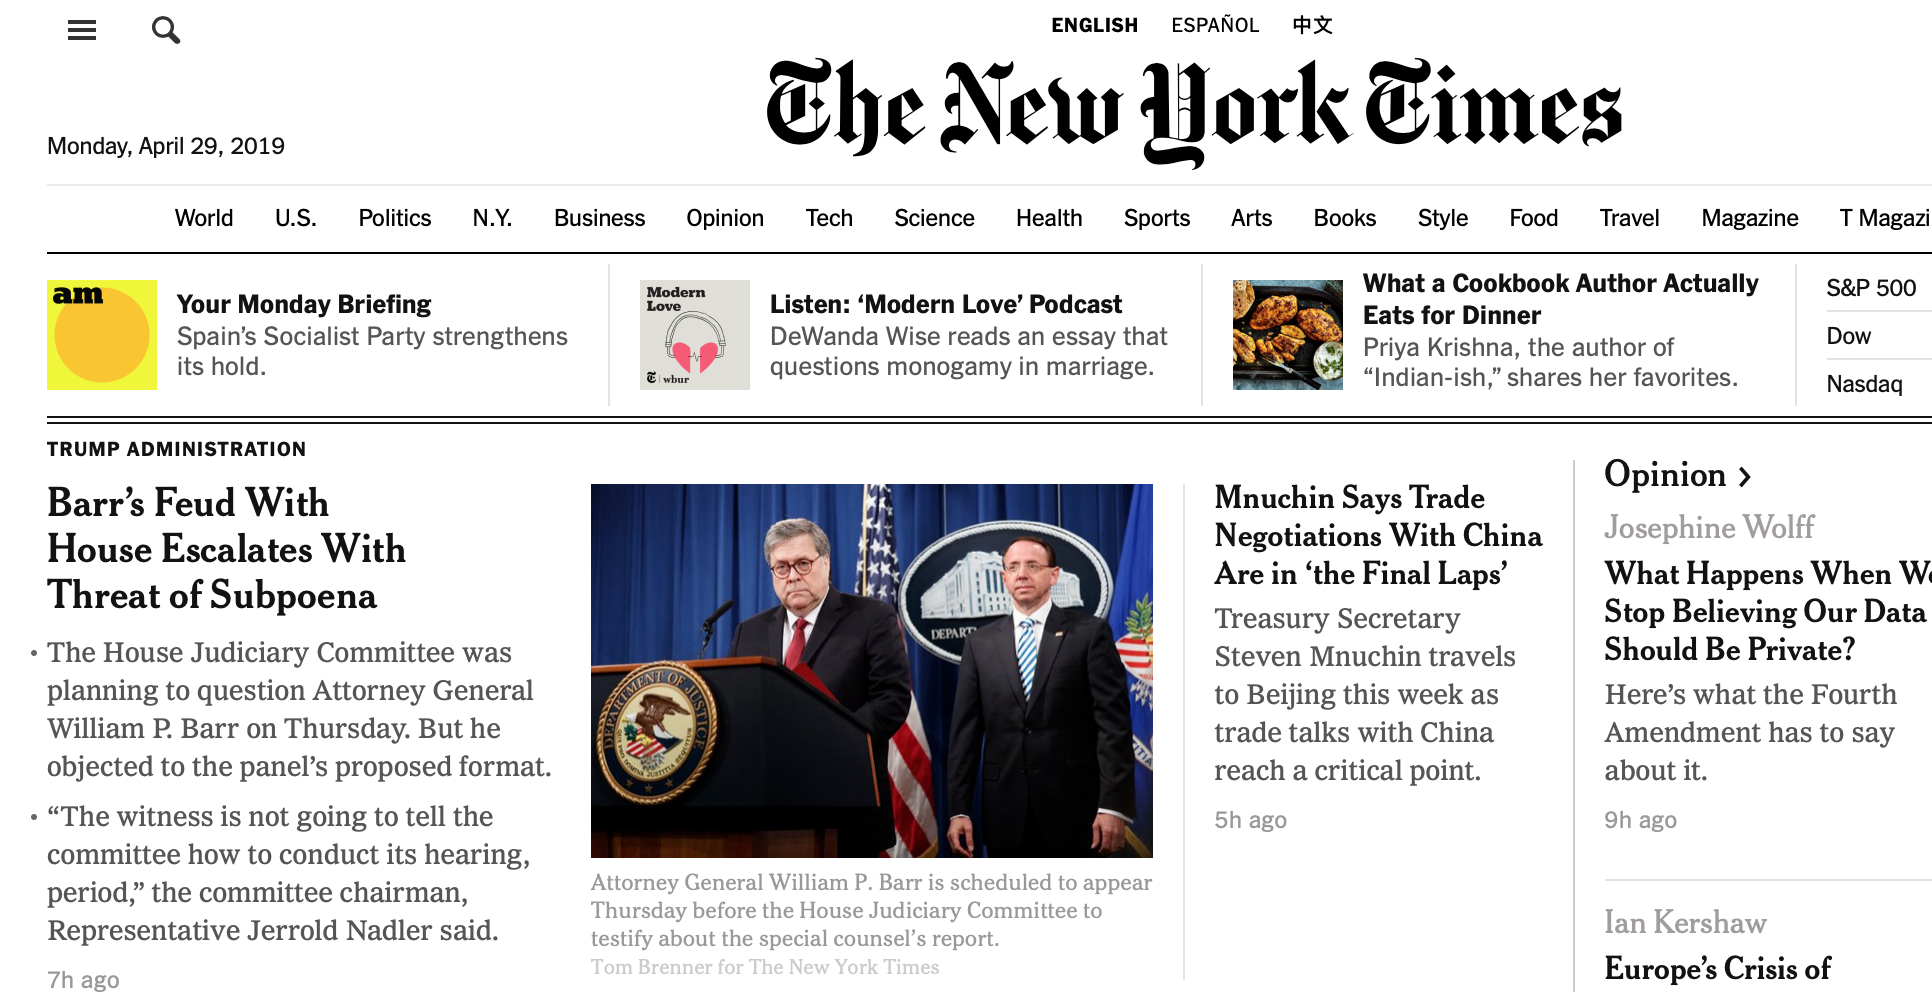 ENGLISH ESPAÑOL 中文
The New York Times
Monday, April 29, 2019
World U.S. Politics N.Y. Business Opinion Tech Science Health Sports Arts Books Style Food Travel Magazine T Magazi
am
Your Monday Briefing
Spain’s Socialist Party strengthens
its hold.
Modern
Love
wbur
Listen: ‘Modern Love’ Podcast
DeWanda Wise reads an essay that
questions monogamy in marriage.
What a Cookbook Author Actually
Eats for Dinner
Priya Krishna, the author of
“Indian-ish,” shares her favorites.
S&P 500
Dow
Nasdaq
TRUMP ADMINISTRATION
Barr’s Feud With
House Escalates With
Threat of Subpoena
• The House Judiciary Committee was
planning to question Attorney General
William P. Barr on Thursday. But he
objected to the panel’s proposed format.
• “The witness is not going to tell the
committee how to conduct its hearing,
period,” the committee chairman,
Representative Jerrold Nadler said.
7h ago
DEPART
DEPARTMENT OF JUSTICE
Attorney General William P. Barr is scheduled to appear
Thursday before the House Judiciary Committee to
testify about the special counsel’s report.
Tom Brenner for The New York Times
Mnuchin Says Trade
Negotiations With China
Are in ‘the Final Laps’
Treasury Secretary
Steven Mnuchin travels
to Beijing this week as
trade talks with China
reach a critical point.
5h ago
Opinion
Josephine Wolff
What Happens When We
Stop Believing Our Data
Should Be Private?
Here’s what the Fourth
Amendment has to say
about it.
9h ago
Ian Kershaw
Europe’s Crisis of